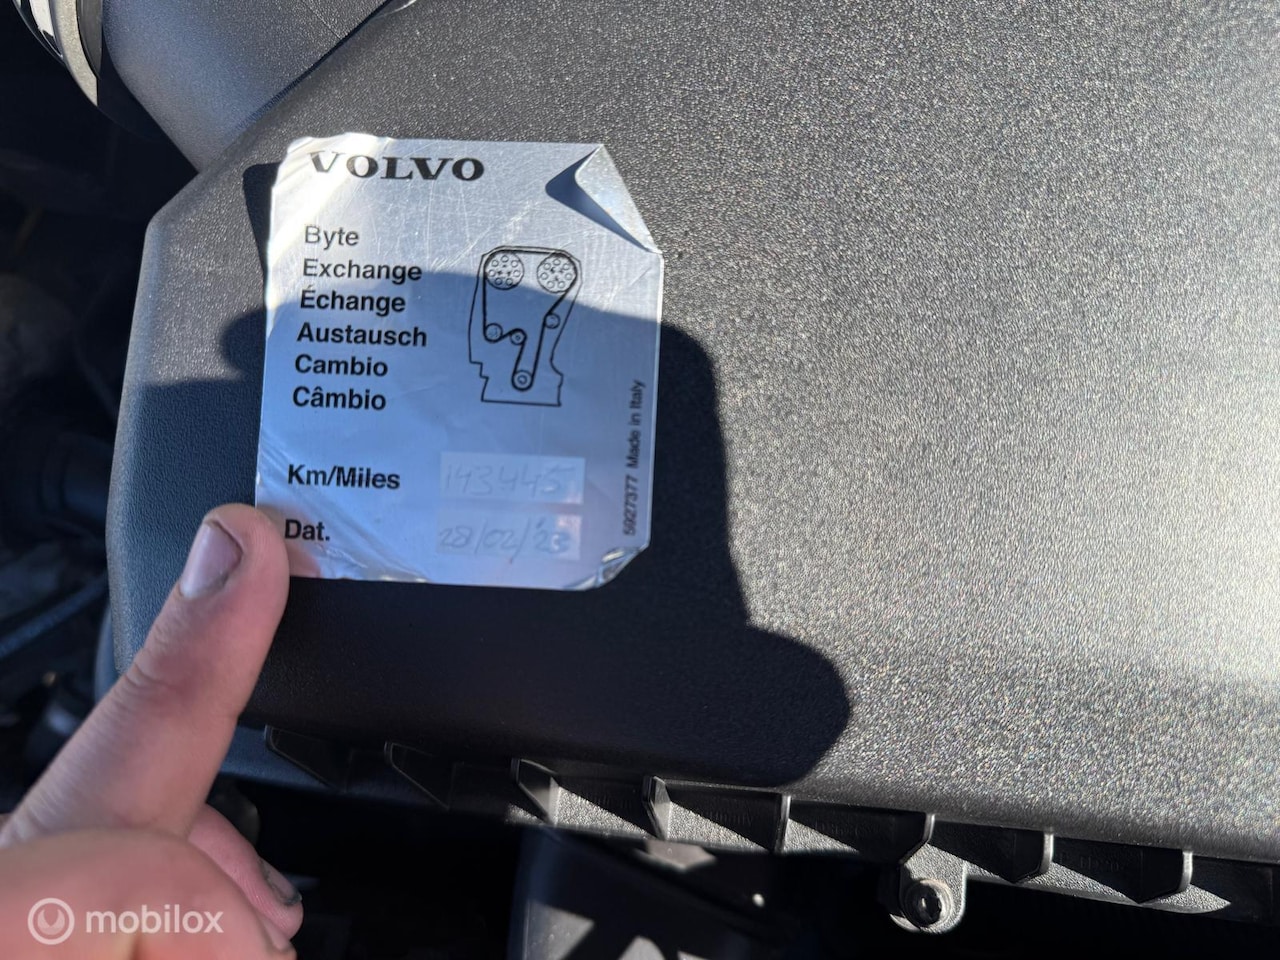 VOLVO
Byte
Exchange
Échange
Austausch
Cambio
Câmbio
Km/Miles 143445
Dat. 28/02/'23
5927377 Made in Italy
mobilox